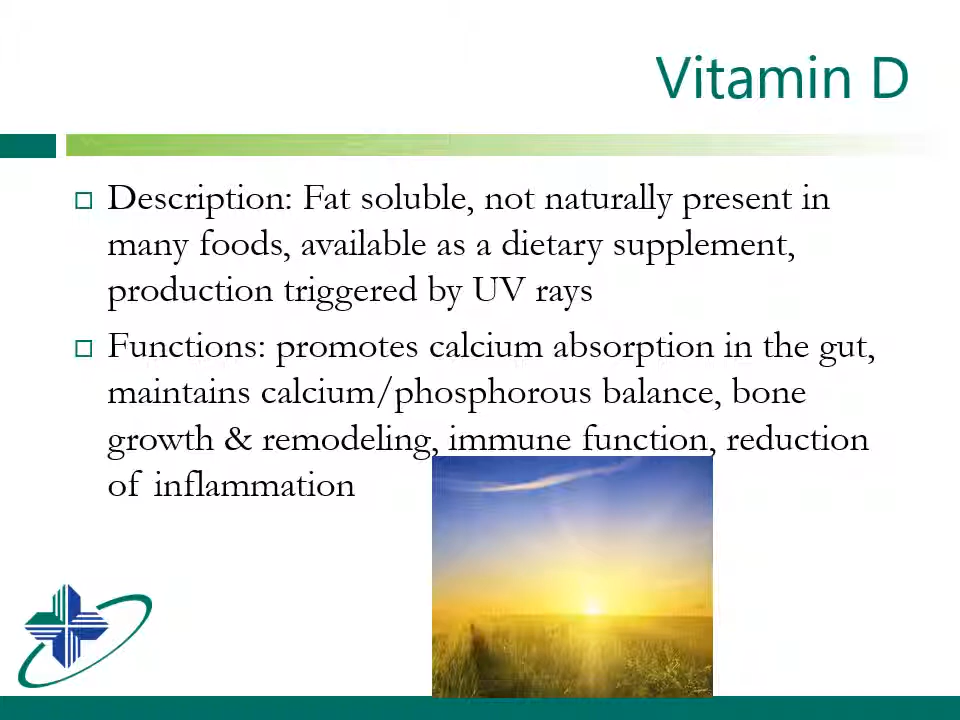 Vitamin D
Description: Fat soluble, not naturally present in
many foods, available as a dietary supplement,
production triggered by UV rays
Functions: promotes calcium absorption in the gut,
maintains calcium/phosphorous balance, bone
growth & remodeling, immune function, reduction
of inflammation